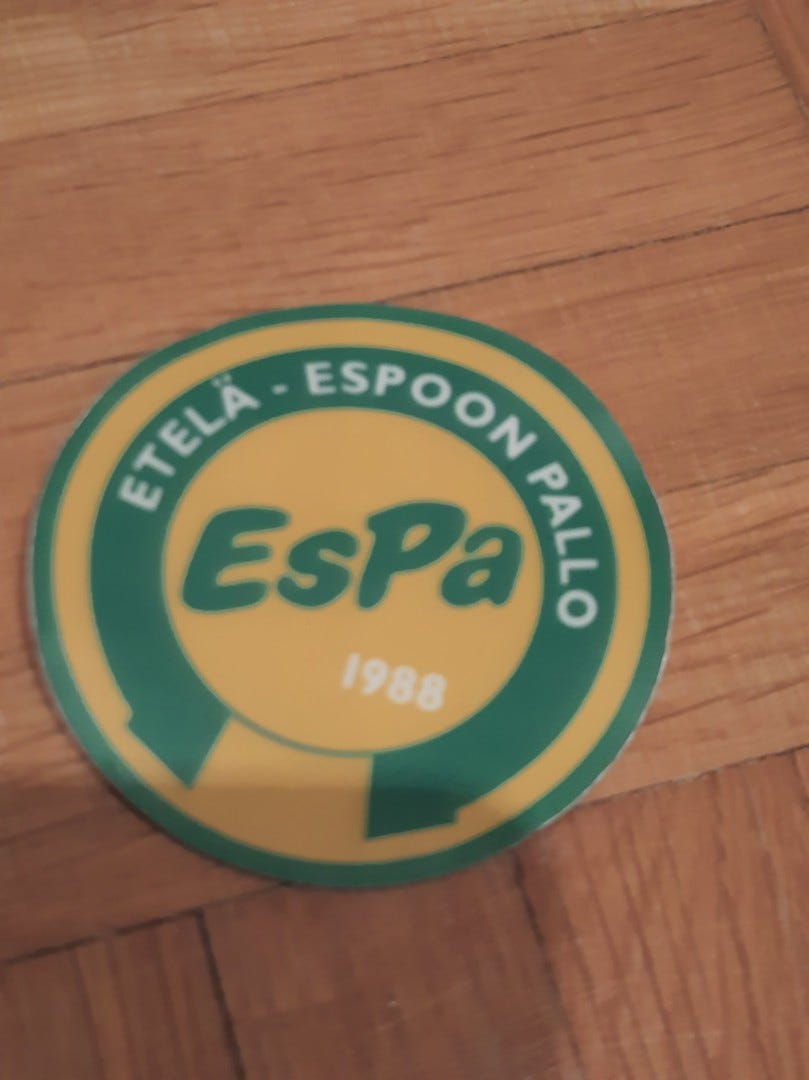 ETELÄ - ESPOON PALLO
EsPa
1988